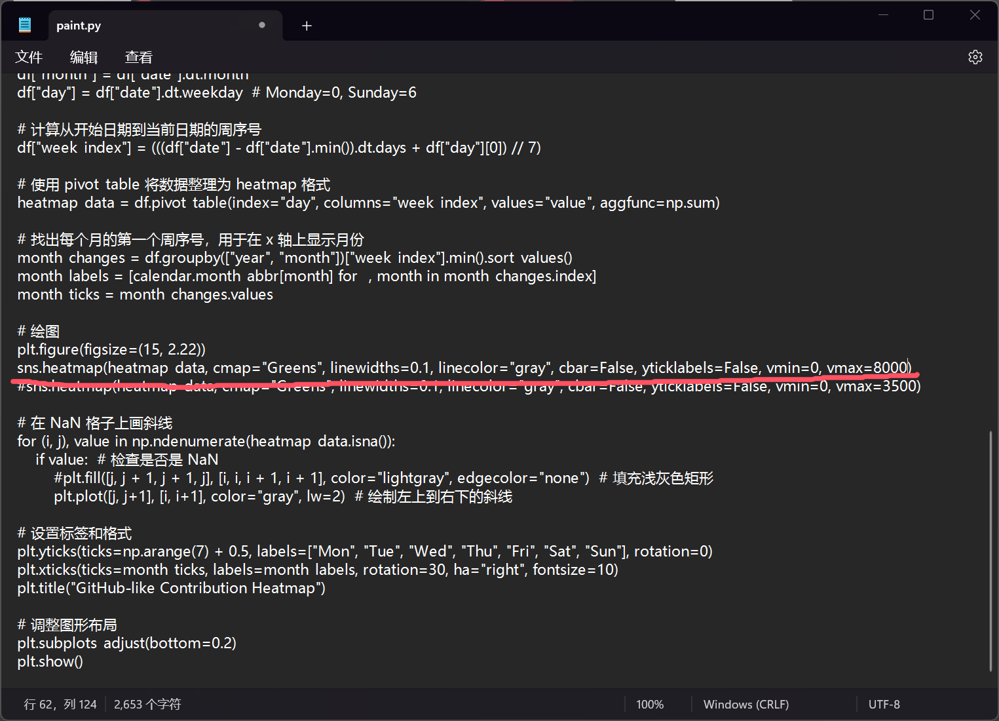 paint.py
文件 编辑 查看
df["month"] = df["date"].dt.month
df["day"] = df["date"].dt.weekday  # Monday=0, Sunday=6
# 计算从开始日期到当前日期的周序号
df["week index"] = (((df["date"] - df["date"].min()).dt.days + df["day"][0]) // 7)
# 使用 pivot table 将数据整理为 heatmap 格式
heatmap data = df.pivot table(index="day", columns="week index", values="value", aggfunc=np.sum)
# 找出每个月的第一个周序号，用于在 x 轴上显示月份
month changes = df.groupby(["year", "month"])["week index"].min().sort values()
month labels = [calendar.month abbr[month] for  , month in month changes.index]
month ticks = month changes.values
# 绘图
plt.figure(figsize=(15, 2.22))
sns.heatmap(heatmap data, cmap="Greens", linewidths=0.1, linecolor="gray", cbar=False, yticklabels=False, vmin=0, vmax=8000)
#sns.heatmap(heatmap data, cmap="Greens", linewidths=0.1, linecolor="gray", cbar=False, yticklabels=False, vmin=0, vmax=3500)
# 在 NaN 格子上画斜线
for (i, j), value in np.ndenumerate(heatmap data.isna()):
if value:  # 检查是否是 NaN
#plt.fill([j, j + 1, j + 1, j], [i, i, i + 1, i + 1], color="lightgray", edgecolor="none")  # 填充浅灰色矩形
plt.plot([j, j+1], [i, i+1], color="gray", lw=2)  # 绘制左上到右下的斜线
# 设置标签和格式
plt.yticks(ticks=np.arange(7) + 0.5, labels=["Mon", "Tue", "Wed", "Thu", "Fri", "Sat", "Sun"], rotation=0)
plt.xticks(ticks=month ticks, labels=month labels, rotation=30, ha="right", fontsize=10)
plt.title("GitHub-like Contribution Heatmap")
# 调整图形布局
plt.subplots adjust(bottom=0.2)
plt.show()
行 62，列 124 2,653 个字符 100% Windows (CRLF) UTF-8